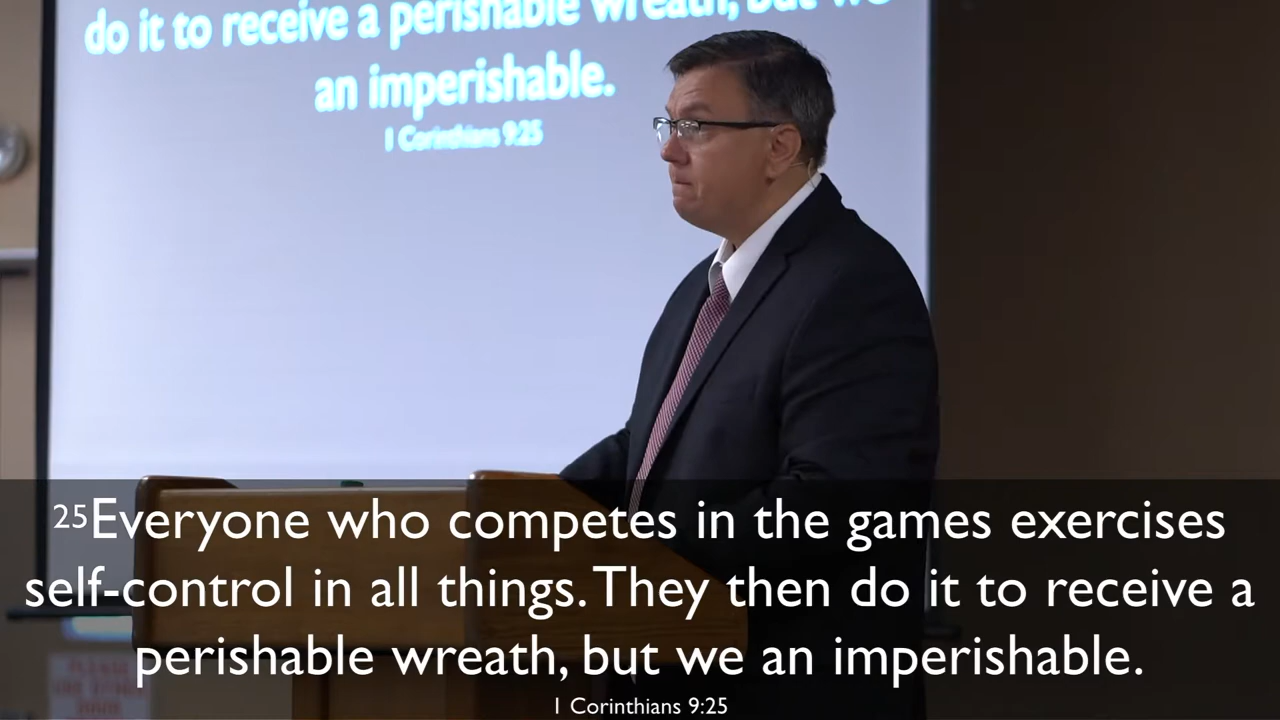 do it to receive a perishable wreath, but we
an imperishable.
1 Corinthians 9:25
25Everyone who competes in the games exercises
self-control in all things. They then do it to receive a
perishable wreath, but we an imperishable.
1 Corinthians 9:25
PLEASE